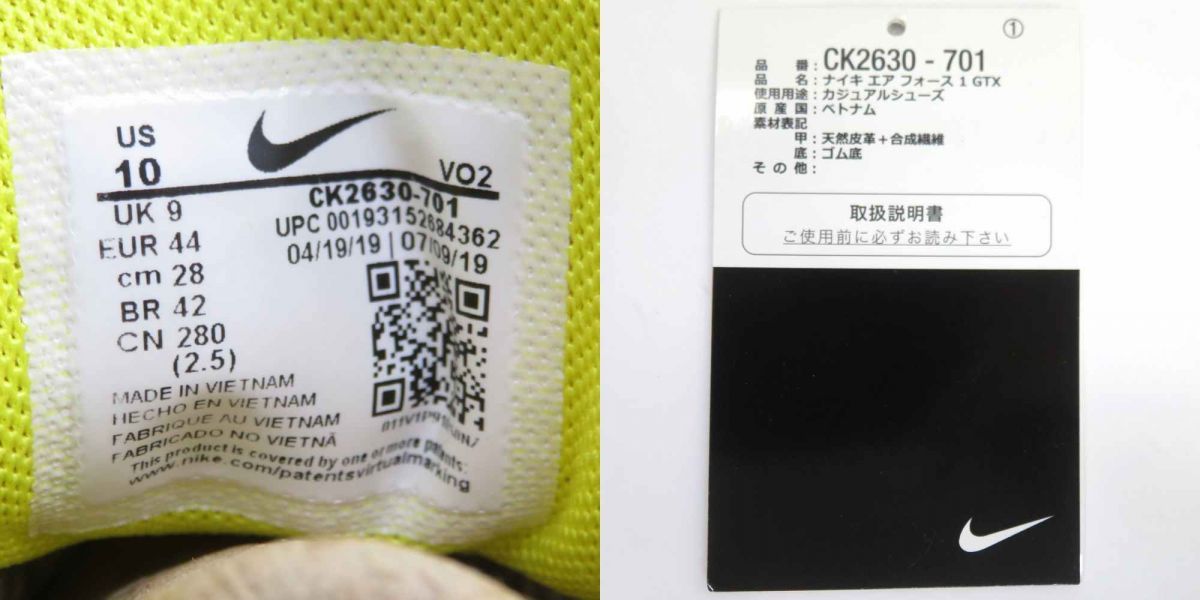 US
10
VO2
UK 9
EUR 44
cm 28
BR 42
CN 280
(2.5)
CK2630-701
UPC 00193152684362
04/19/19 | 07/09/19
MADE IN VIETNAM
HECHO EN VIETNAM
FABRIQUE AU VIETNAM
FABRICADO NO VIETNÃ
This product is covered by one or more patents:
www.nike.com/patentsvirtualmarking
①
品番:CK2630 - 701
品名:ナイキ エア フォース 1 GTX
使用用途:カジュアルシューズ
原産国:ベトナム
素材表記
甲:天然皮革+合成繊維
底:ゴム底
その他:
取扱説明書
ご使用前に必ずお読み下さい